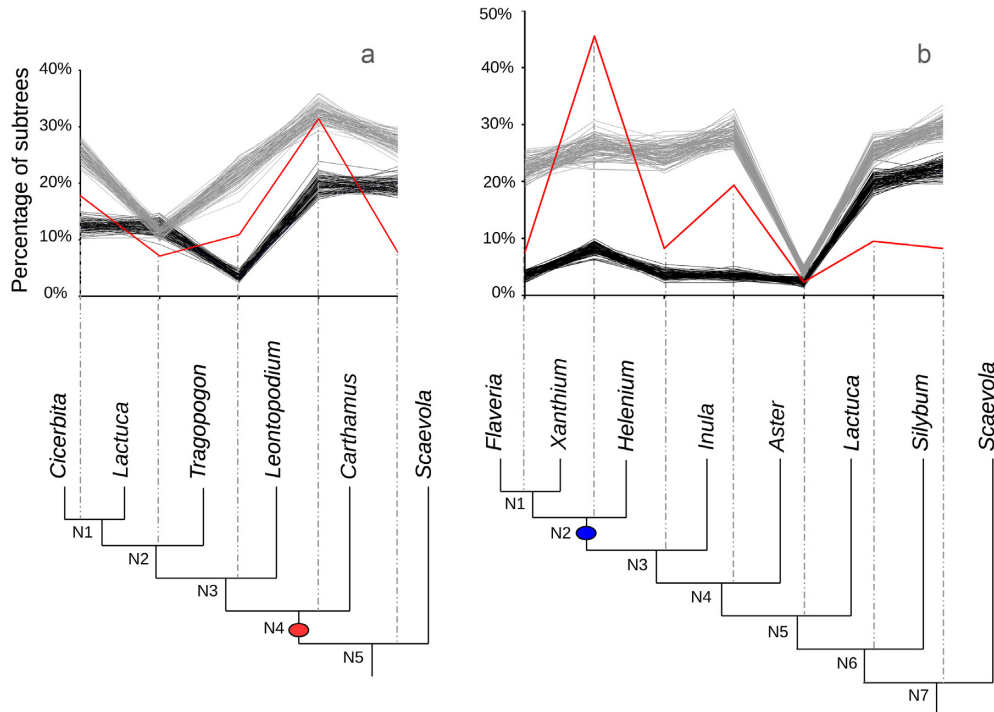 a
b
Percentage of subtrees
40%
30%
20%
10%
0%
50%
40%
30%
20%
10%
0%
Cicerbita
Lactuca
Tragopogon
Leontopodium
Carthamus
Scaevola
N1
N2
N3
N4
N5
Flaveria
Xanthium
Helenium
Inula
Aster
Lactuca
Silybum
Scaevola
N1
N2
N3
N4
N5
N6
N7